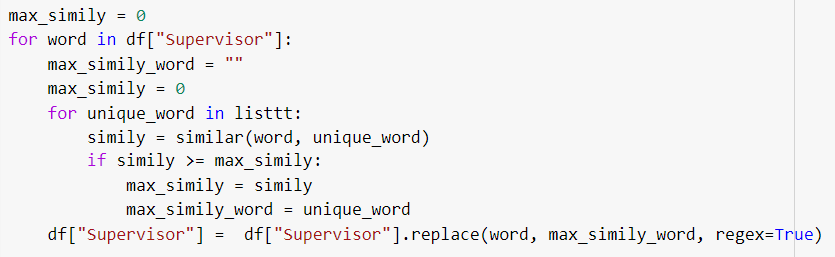 max_simily = 0
for word in df["Supervisor"]:
    max_simily_word = ""
    max_simily = 0
    for unique_word in listtt:
        simily = similar(word, unique_word)
        if simily >= max_simily:
            max_simily = simily
            max_simily_word = unique_word
    df["Supervisor"] =  df["Supervisor"].replace(word, max_simily_word, regex=True)